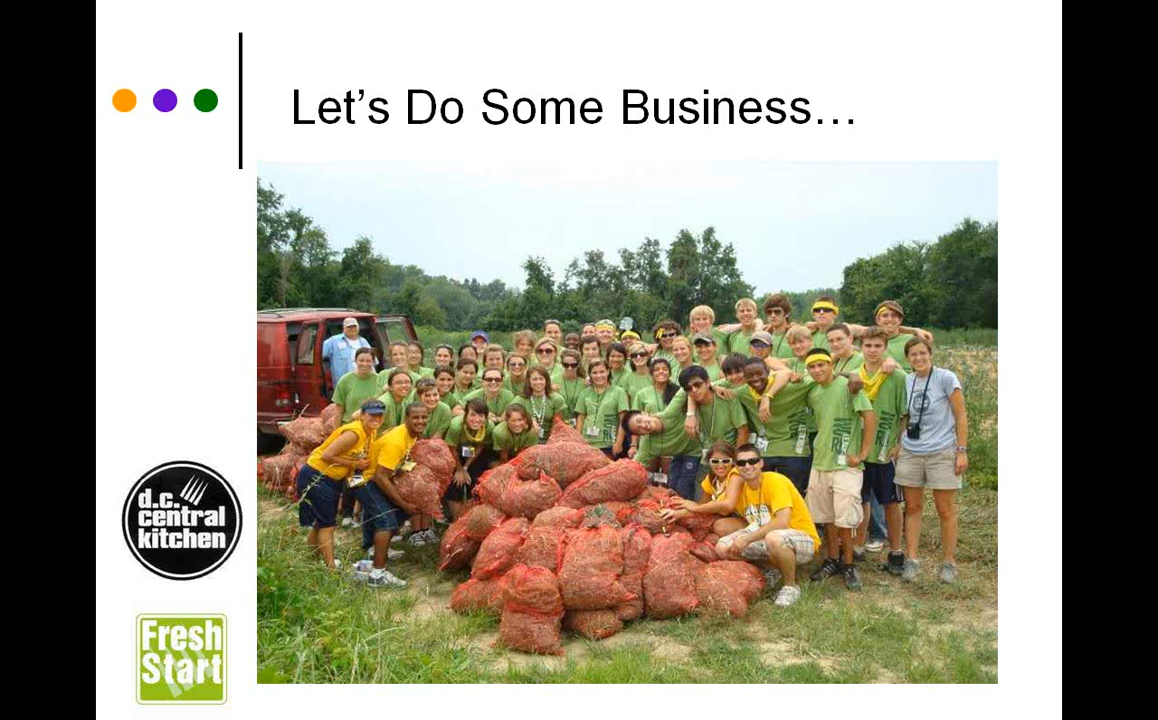 Let's Do Some Business…
d.c.
central
kitchen
Fresh
Start